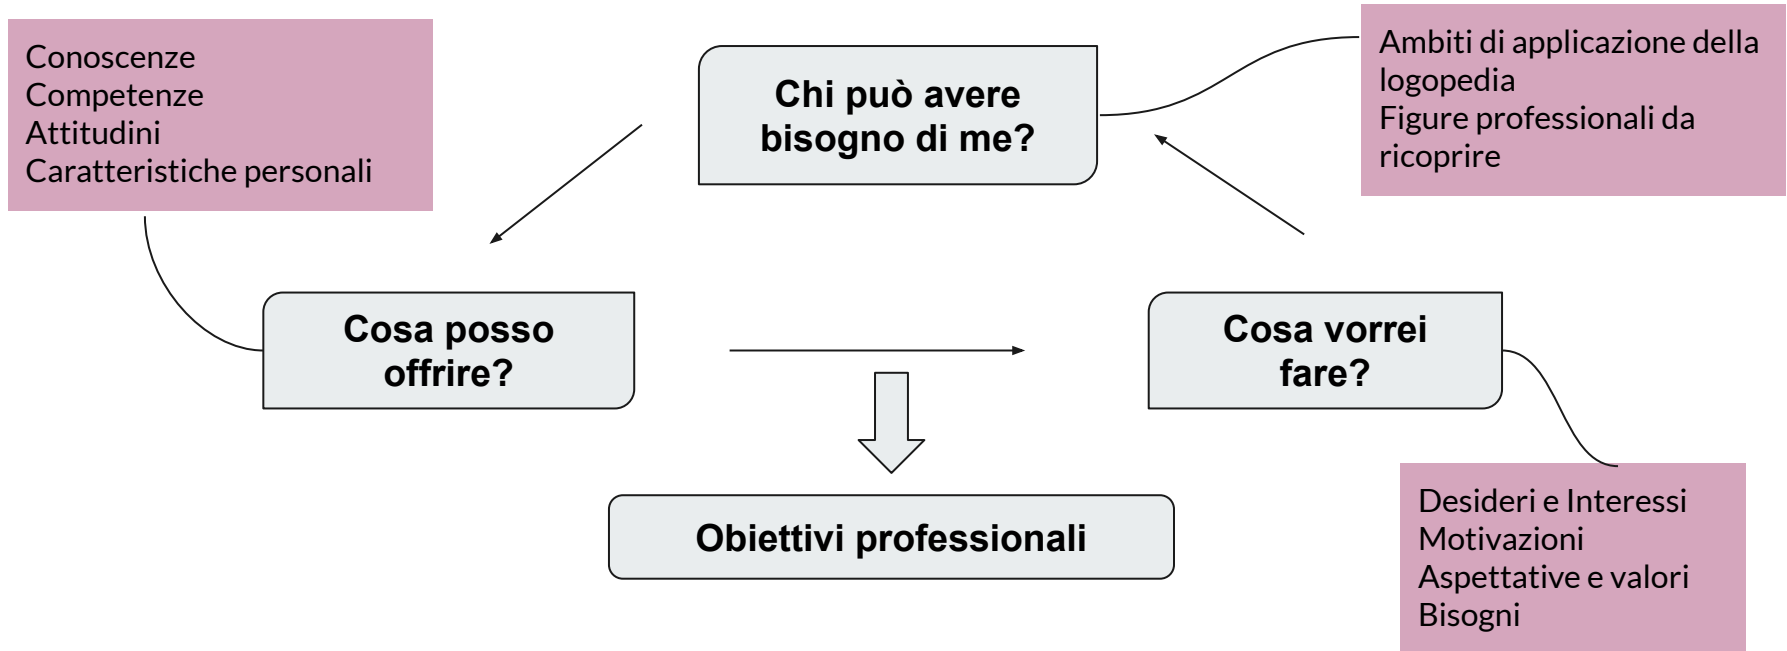 Conoscenze
Competenze
Attitudini
Caratteristiche personali
Chi può avere
bisogno di me?
Ambiti di applicazione della
logopedia
Figure professionali da
ricoprire
Cosa posso
offrire?
Cosa vorrei
fare?
Obiettivi professionali
Desideri e Interessi
Motivazioni
Aspettative e valori
Bisogni